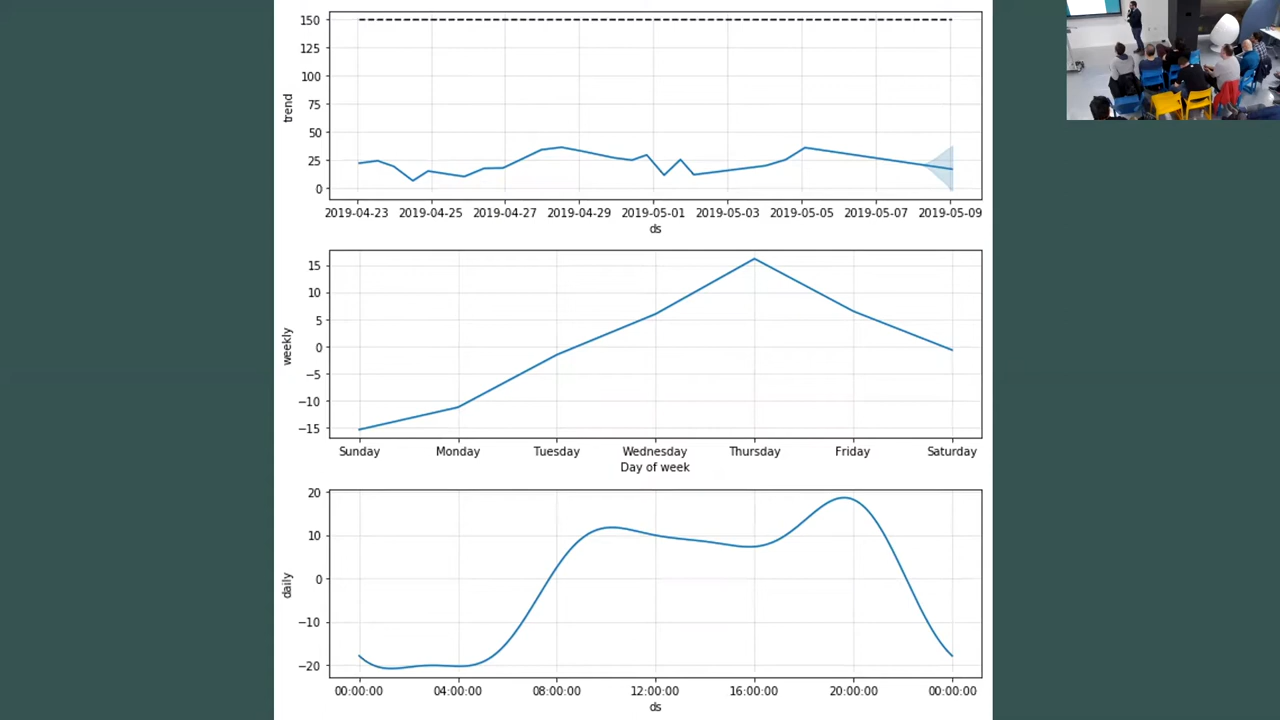 150
125
100
75
50
25
0
trend
2019-04-23 2019-04-25 2019-04-27 2019-04-29 2019-05-01 2019-05-03 2019-05-05 2019-05-07 2019-05-09
ds
15
10
5
0
−5
−10
−15
weekly
Sunday Monday Tuesday Wednesday Thursday Friday Saturday
Day of week
20
10
0
−10
−20
daily
00:00:00 04:00:00 08:00:00 12:00:00 16:00:00 20:00:00 00:00:00
ds